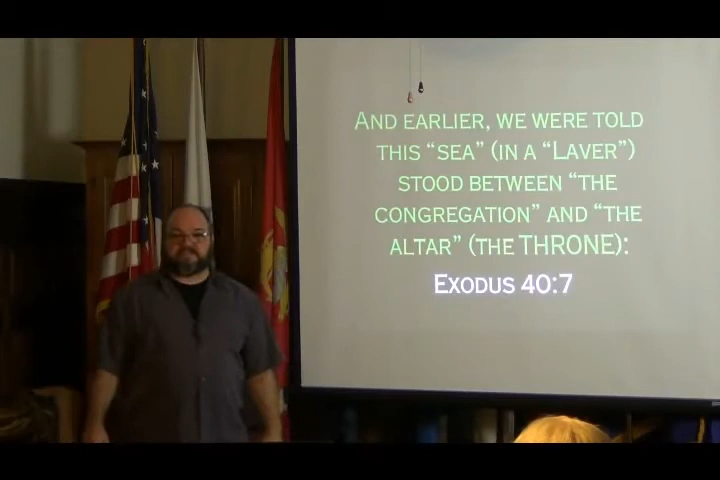 AND EARLIER, WE WERE TOLD
THIS "SEA" (IN A "LAVER")
STOOD BETWEEN "THE
CONGREGATION" AND "THE
ALTAR" (THE THRONE):
EXODUS 40:7